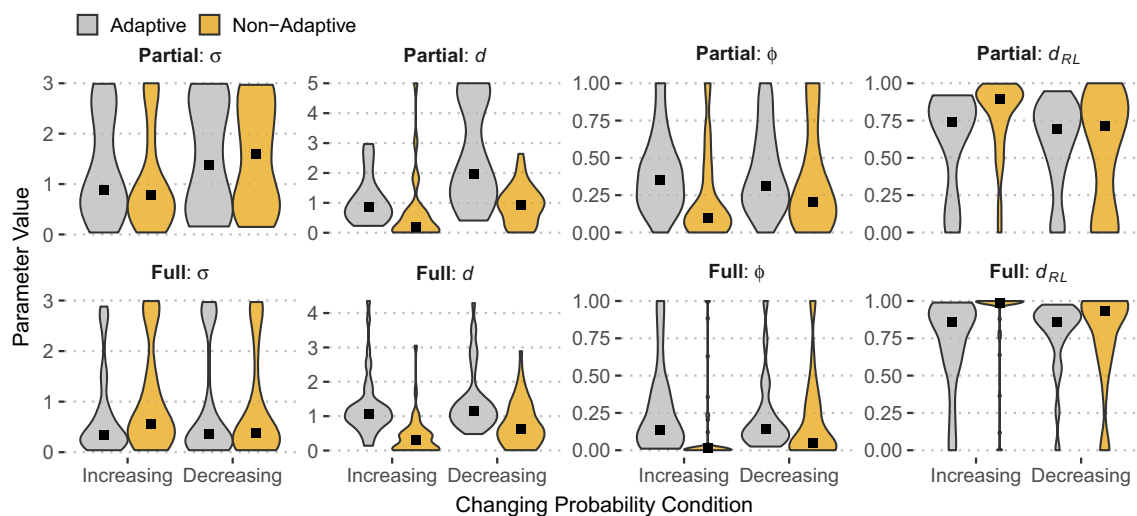 Adaptive Non−Adaptive
Partial: σ Partial: d Partial: ϕ Partial: dRL
3 5 1.00 1.00
4
2 0.75 0.75
3
0.50 0.50
2
1 0.25 0.25
1
0 0 0.00 0.00
Full: σ Full: d Full: ϕ Full: dRL
3 1.00 1.00
4
0.75 0.75
2 3
0.50 0.50
2
1 0.25 0.25
1
0 0 0.00 0.00
Increasing Decreasing Increasing Decreasing Increasing Decreasing Increasing Decreasing
Changing Probability Condition
Parameter Value